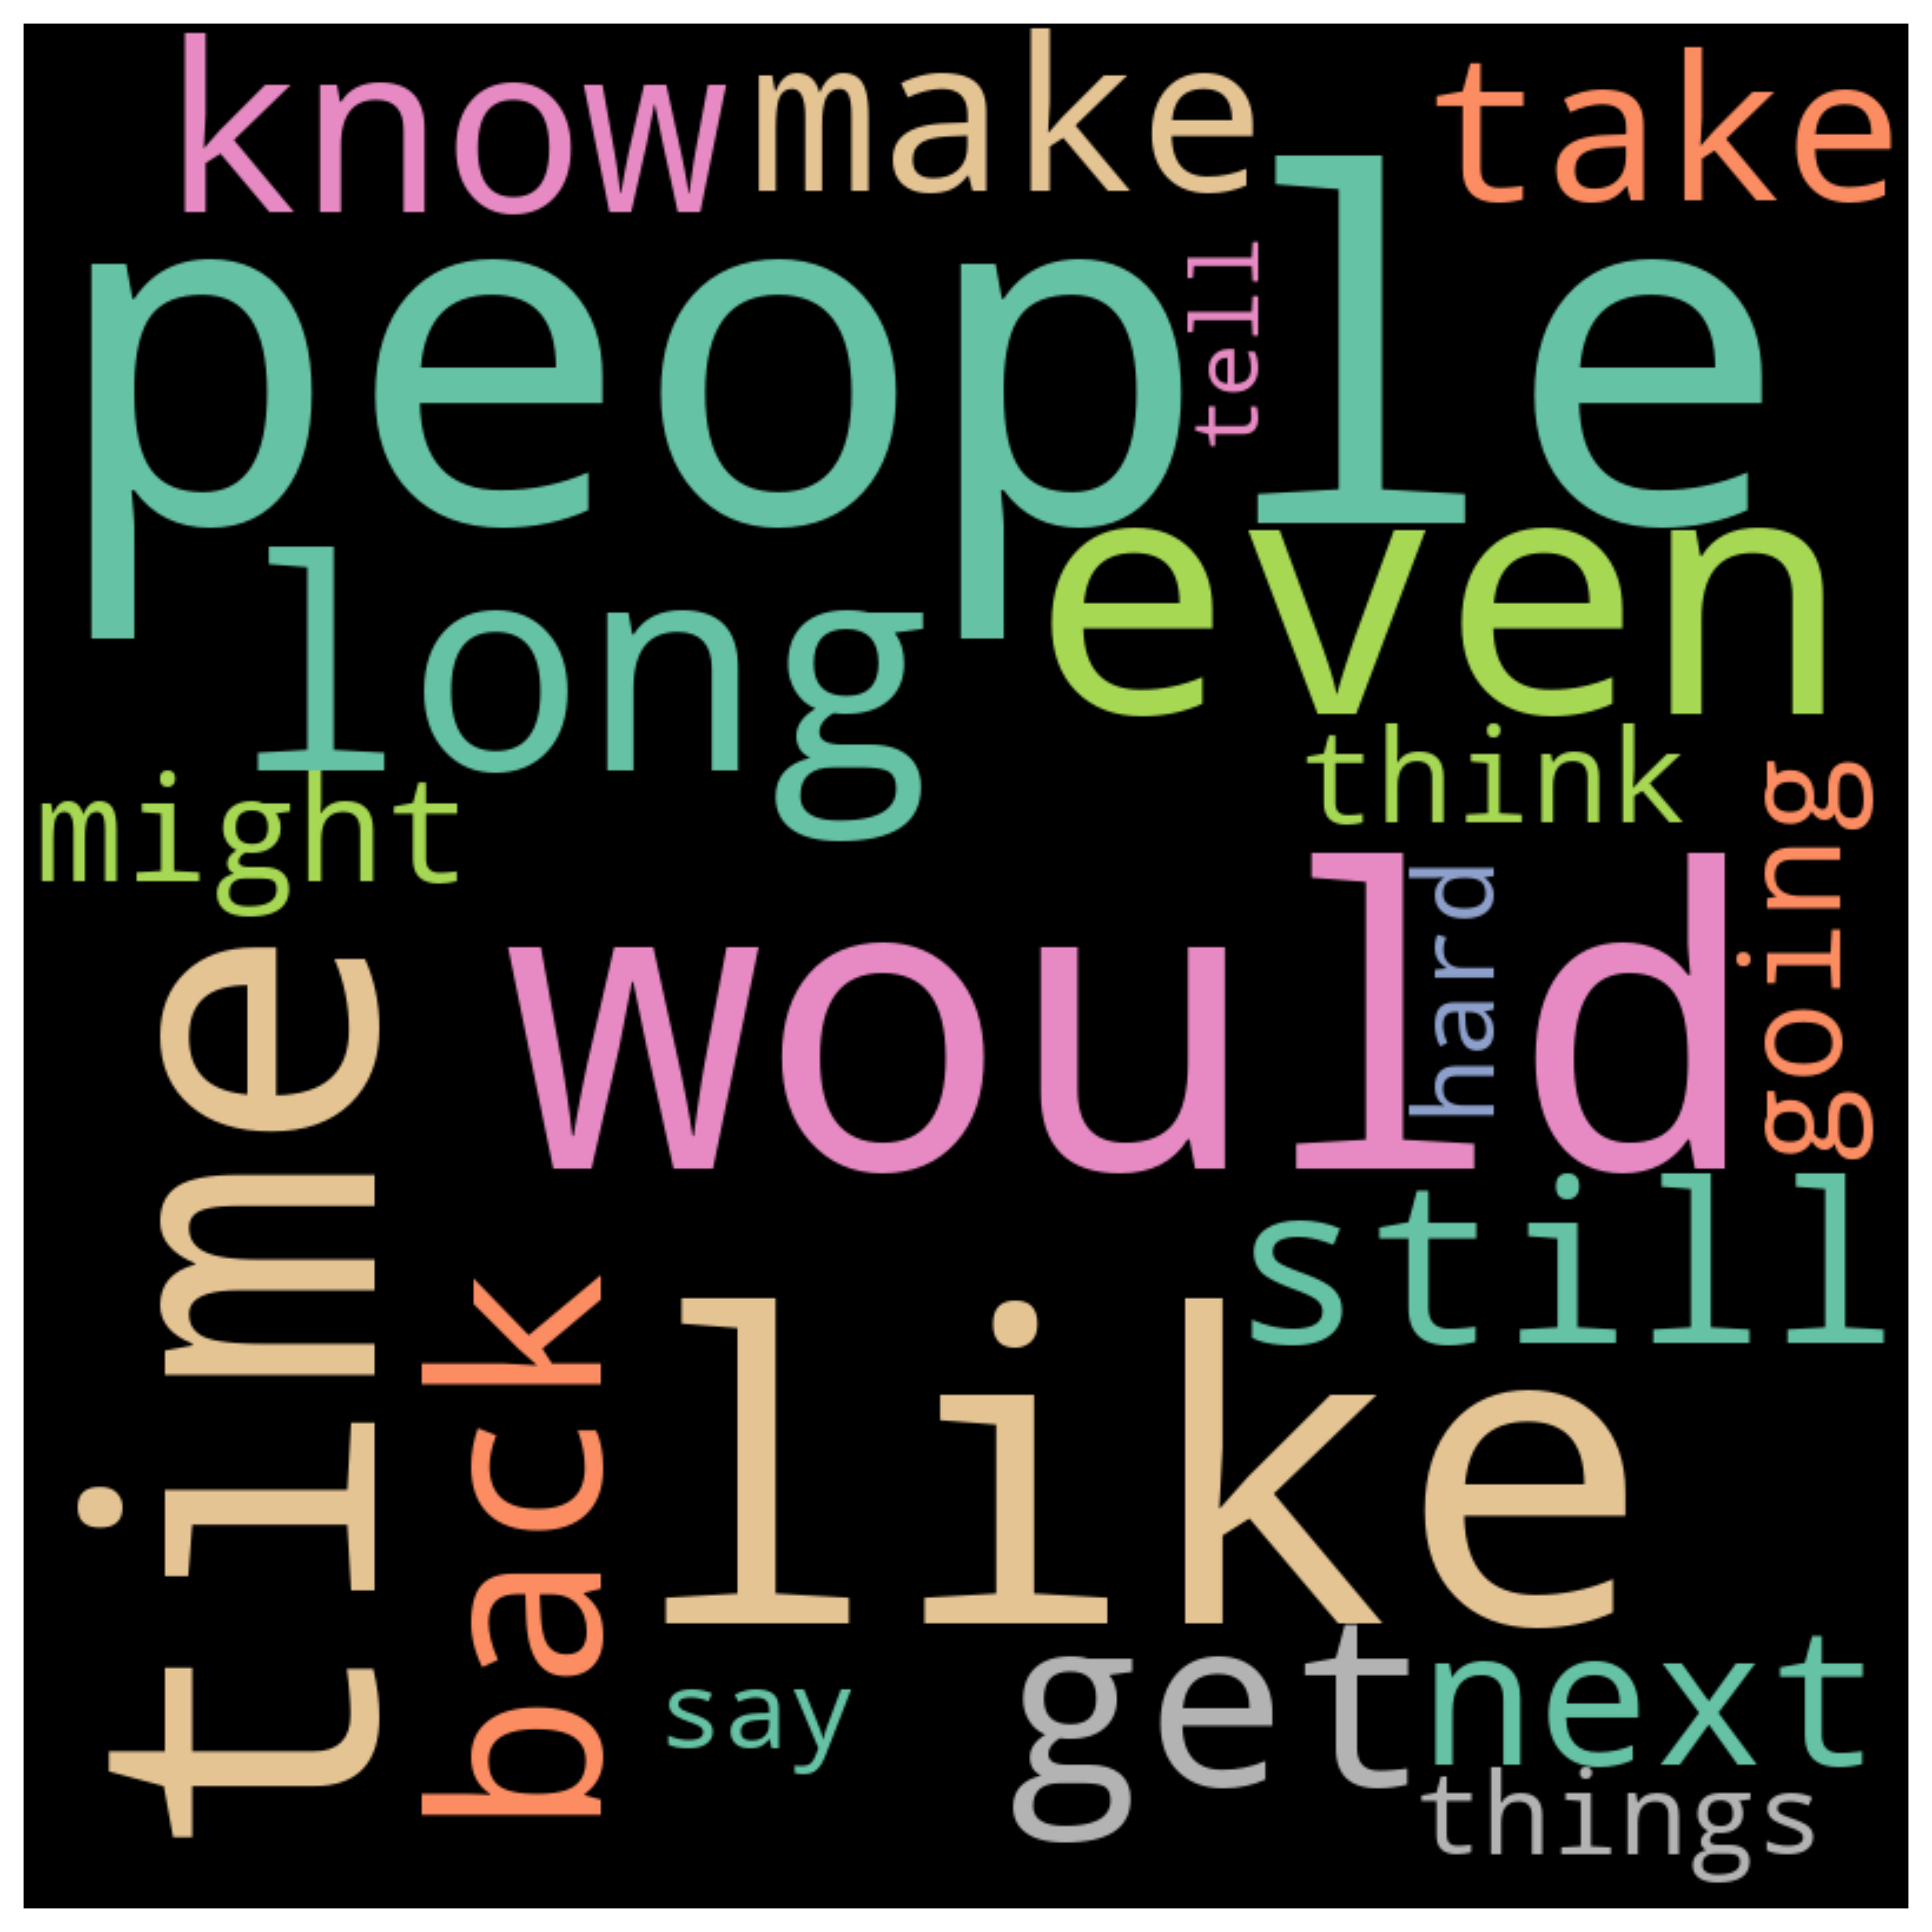 know make take
people
tell
long even
might think
going
would
hard
time
still
back
like
say get next
things